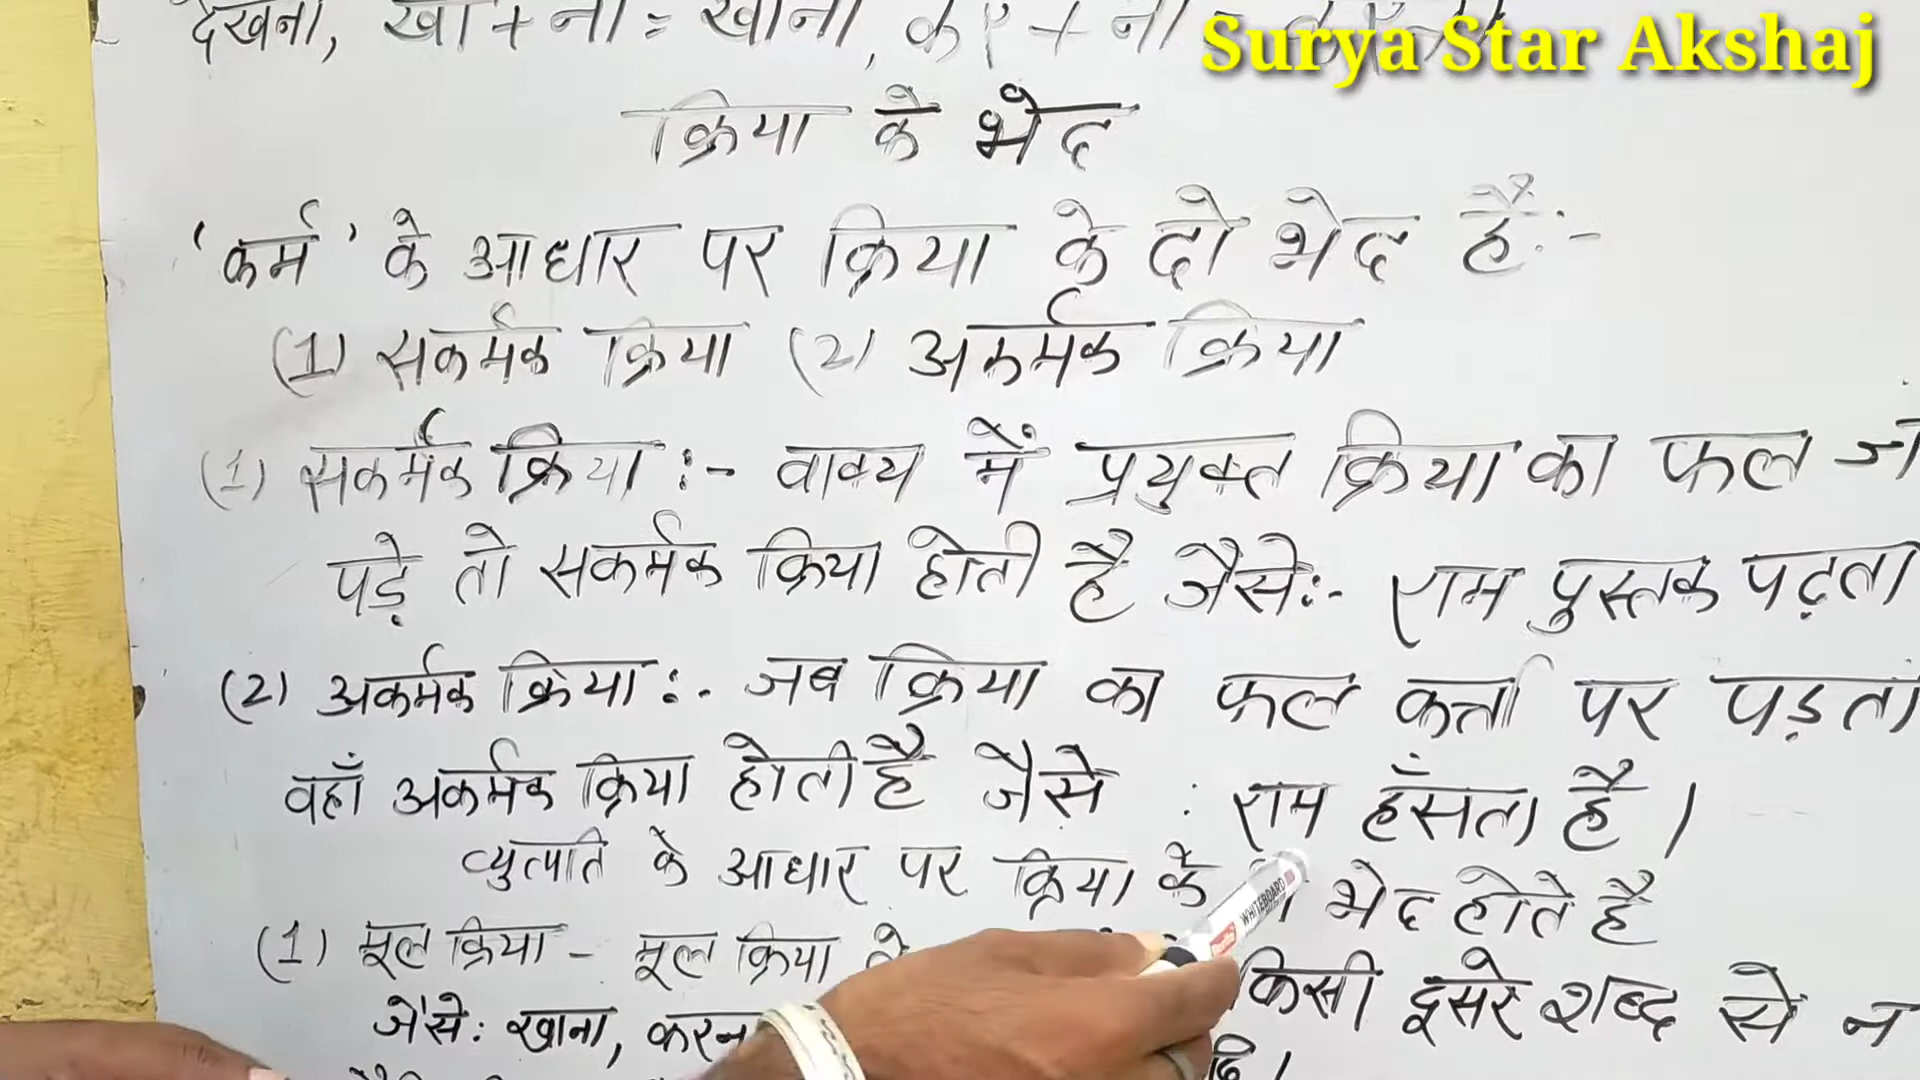 देखना, खा + ना = खाना, कर + ना =
Surya Star Akshaj
क्रिया के भेद
'कर्म' के आधार पर क्रिया के दो भेद हैं:-
(1) सकर्मक क्रिया (2) अकर्मक क्रिया
(1) सकर्मक क्रिया :- वाक्य में प्रयुक्त क्रिया का फल
पड़े तो सकर्मक क्रिया होती है जैसे:- राम पुस्तक पढ़ता
(2) अकर्मक क्रिया :- जब क्रिया का फल कर्त्ता पर पड़ता
वहाँ अकर्मक क्रिया होती है जैसे : राम हँसता है।
व्युत्पति के आधार पर क्रिया के भेद होते है
(1) मूल क्रिया - मूल क्रिया वे किसी दूसरे शब्द से न
जैसे: खाना,